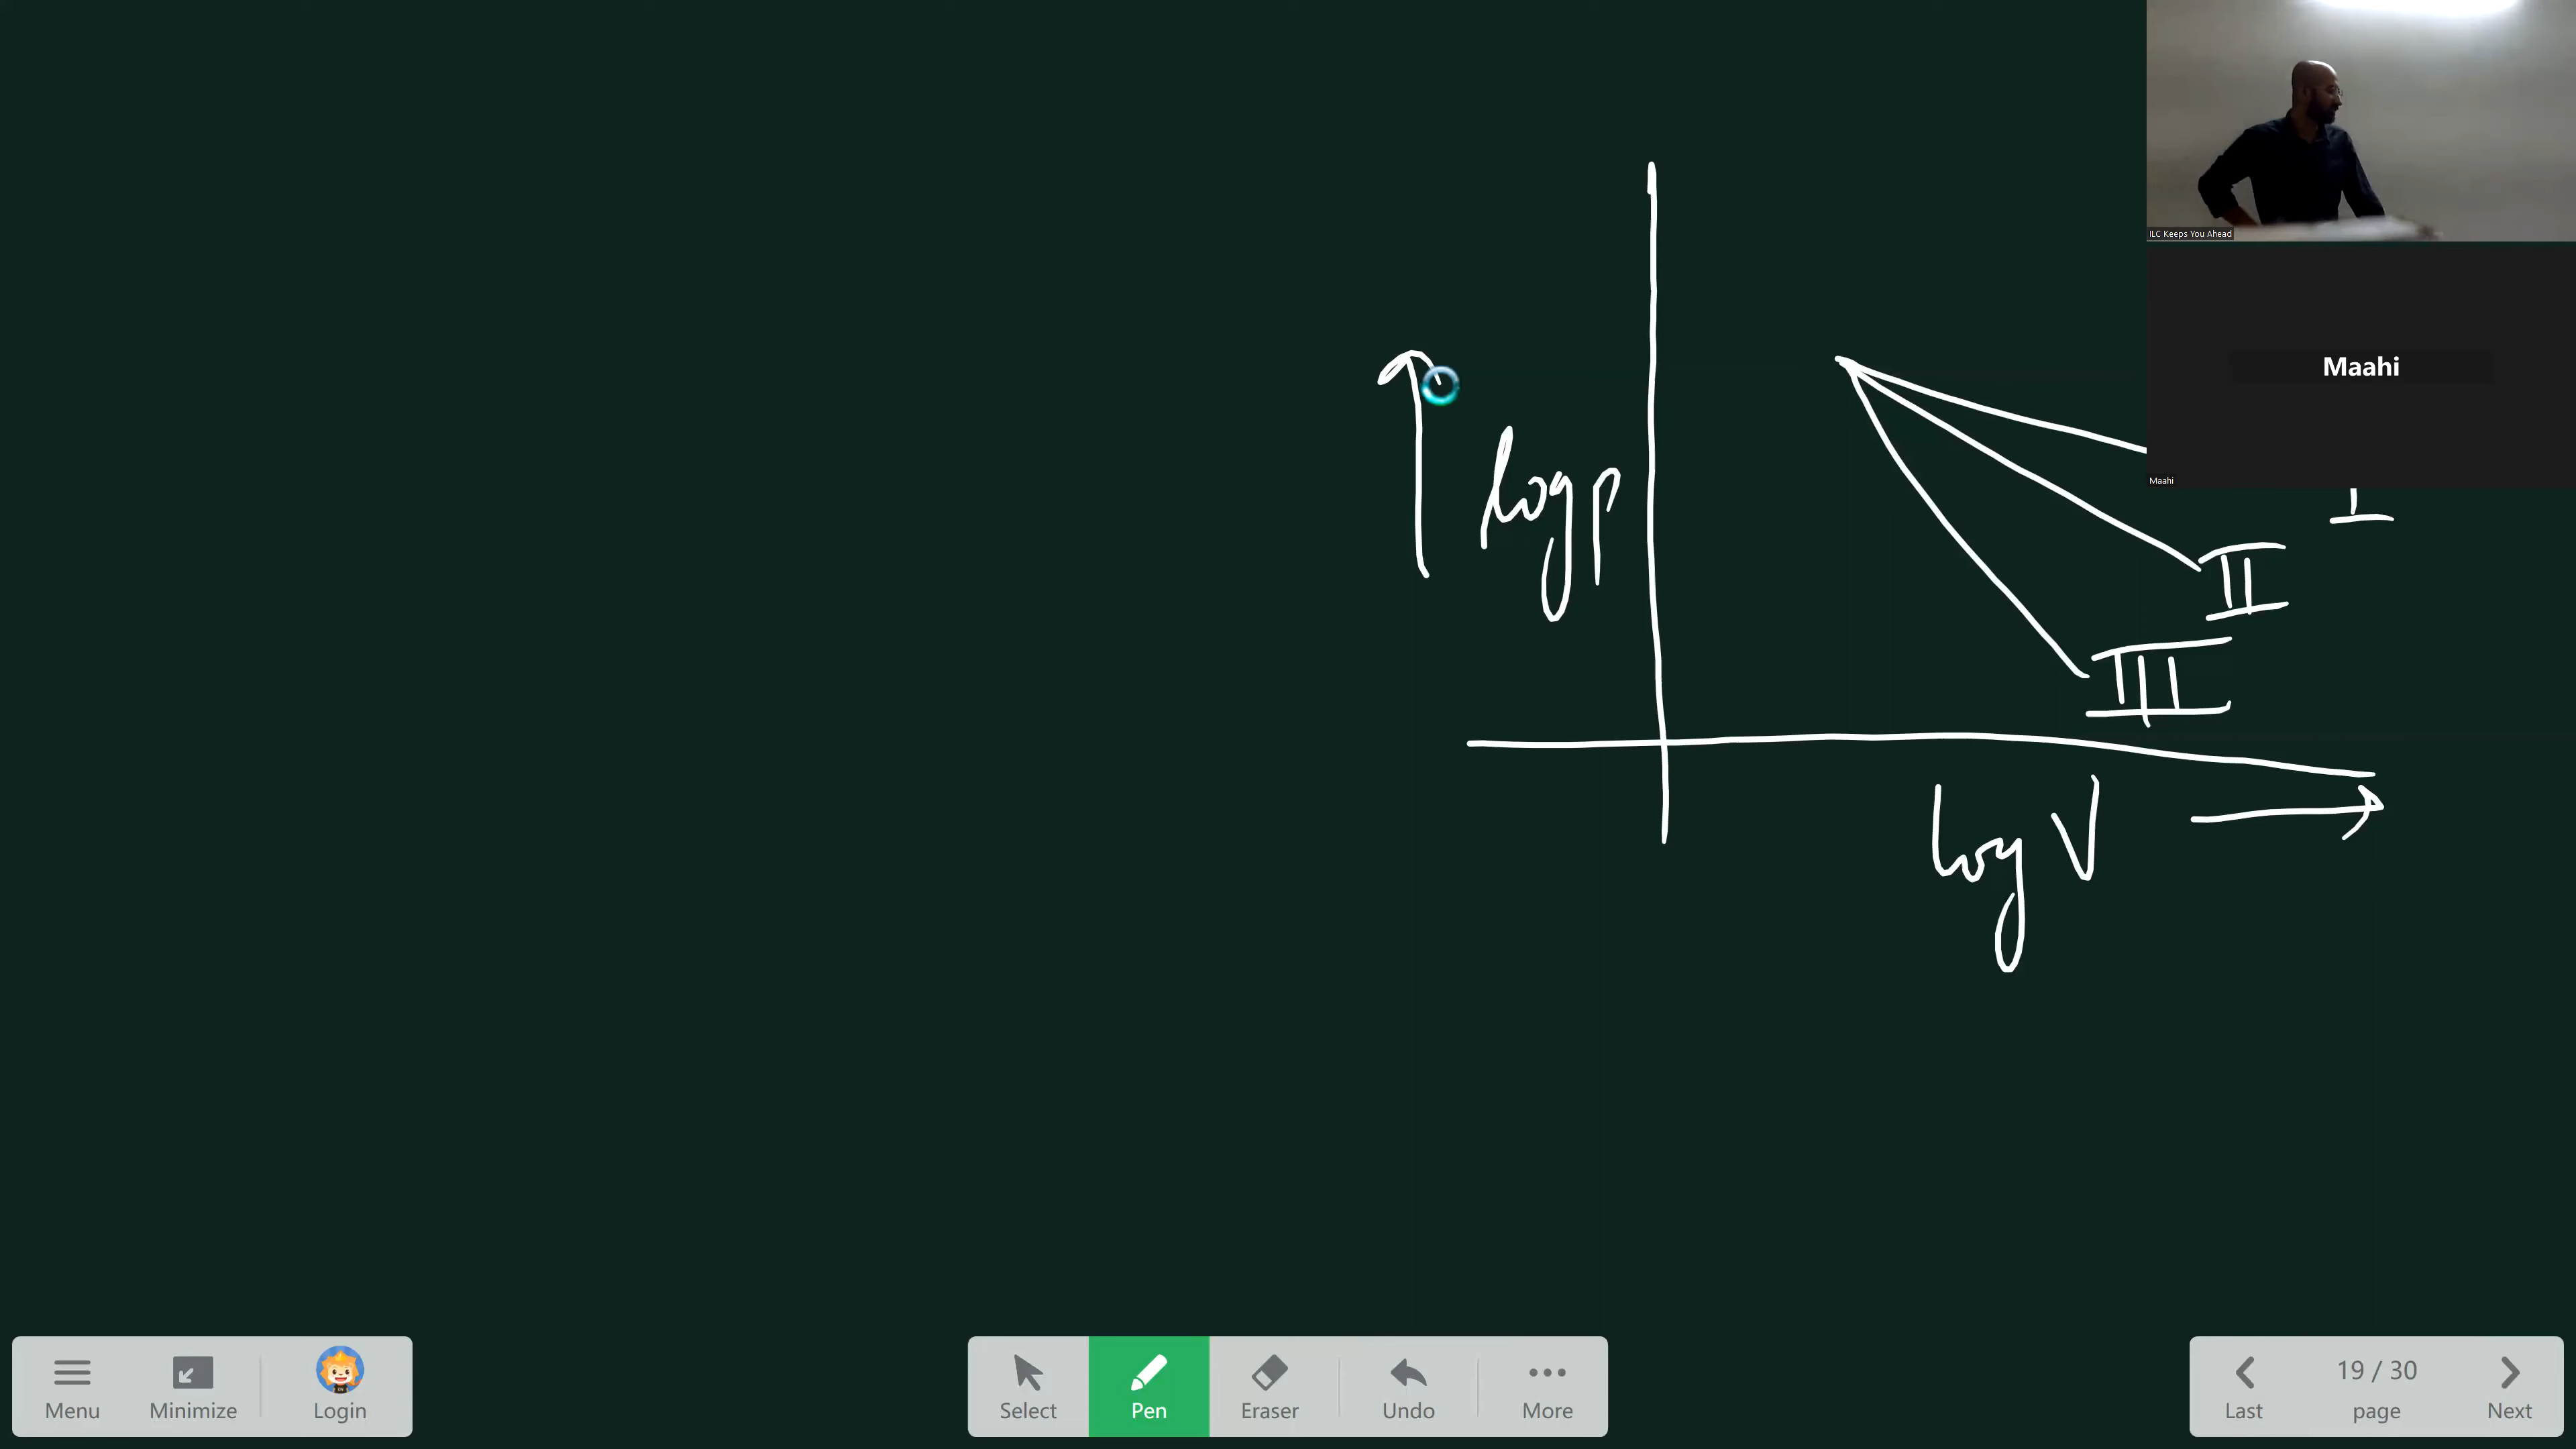 ILC Keeps You Ahead
Maahi
Maahi
log p
I
II
III
log V
Menu
Minimize
Login
Select
Pen
Eraser
Undo
More
Last
19 / 30
page
Next